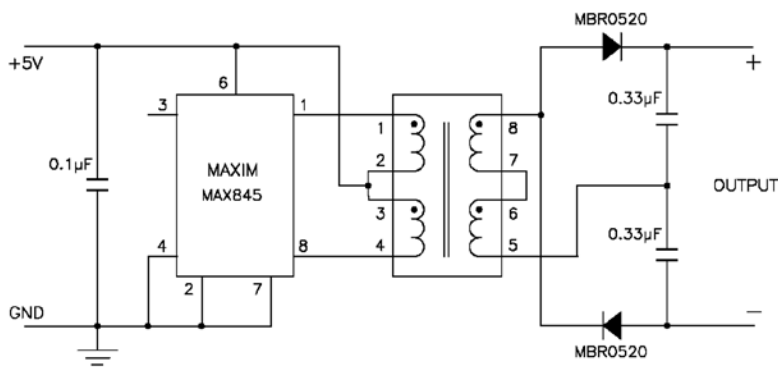 MBR0520
+5V
+
6
3
1
1
8
0.33µF
0.1µF
MAXIM
MAX845
2
7
OUTPUT
3
6
0.33µF
4
8
4
5
2
7
GND
−
MBR0520